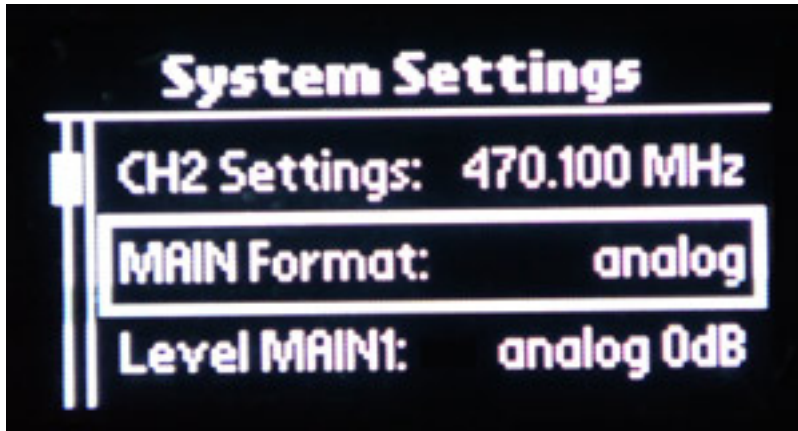 System Settings
CH2 Settings: 470.100 MHz
MAIN Format: analog
Level MAIN1: analog 0dB